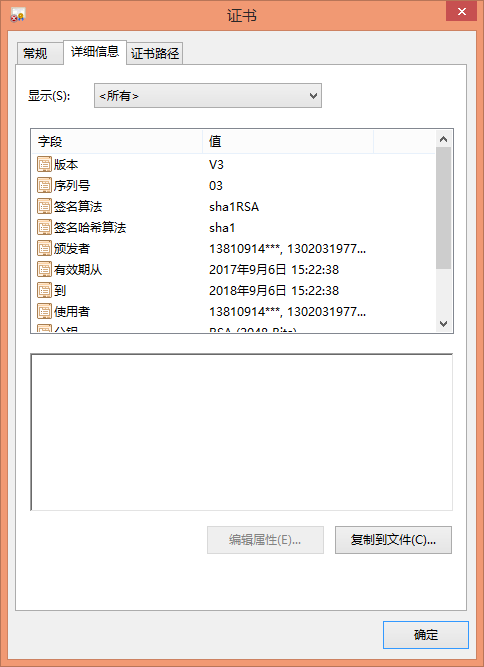 证书
常规 详细信息 证书路径
显示(S): <所有>
字段 值
版本 V3
序列号 03
签名算法 sha1RSA
签名哈希算法 sha1
颁发者 13810914***, 1302031977...
有效期从 2017年9月6日 15:22:38
到 2018年9月6日 15:22:38
使用者 13810914***, 1302031977...
公钥 RSA (2048 Bits)
编辑属性(E)... 复制到文件(C)...
确定